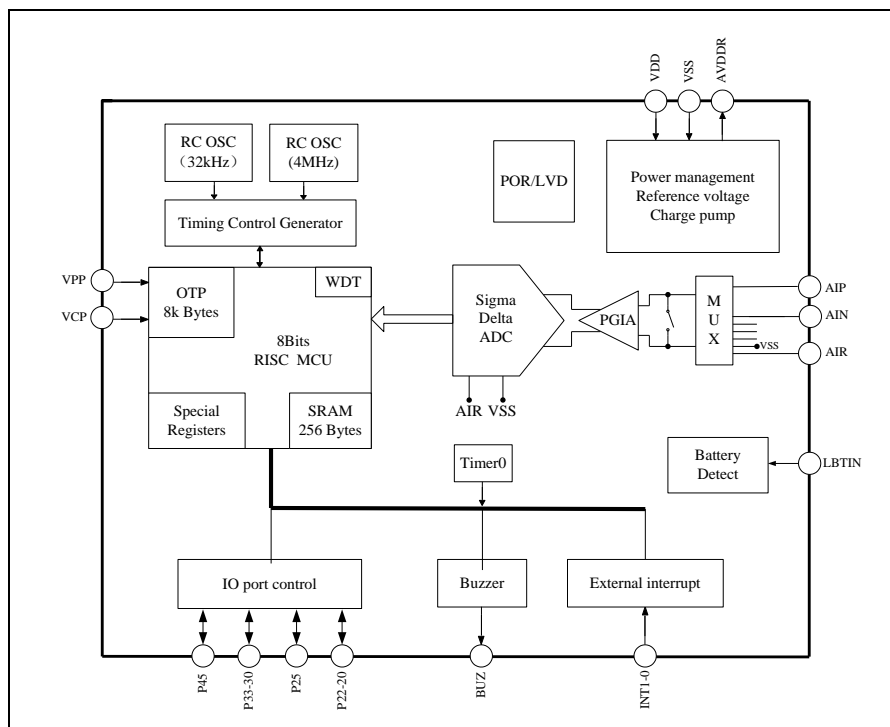 VDD
VSS
AVDDR
RC OSC
（32kHz）
RC OSC
(4MHz)
POR/LVD
Power management
Reference voltage
Charge pump
Timing Control Generator
VPP
VCP
OTP
8k Bytes
WDT
8Bits
RISC MCU
Special
Registers
SRAM
256 Bytes
Sigma
Delta
ADC
AIR
VSS
PGIA
M
U
X
VSS
AIP
AIN
AIR
Timer0
Battery
Detect
LBTIN
IO port control
Buzzer
External interrupt
P45
P33-30
P25
P22-20
BUZ
INT1-0